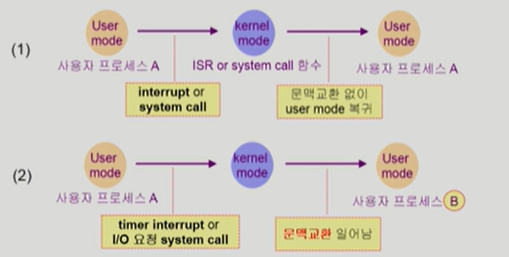 User
mode
kernel
mode
User
mode
(1)
사용자 프로세스 A
ISR or system call 함수
사용자 프로세스 A
interrupt or
system call
문맥교환 없이
user mode 복귀
User
mode
kernel
mode
User
mode
(2)
사용자 프로세스 A
사용자 프로세스 B
timer interrupt or
I/O 요청 system call
문맥교환 일어남